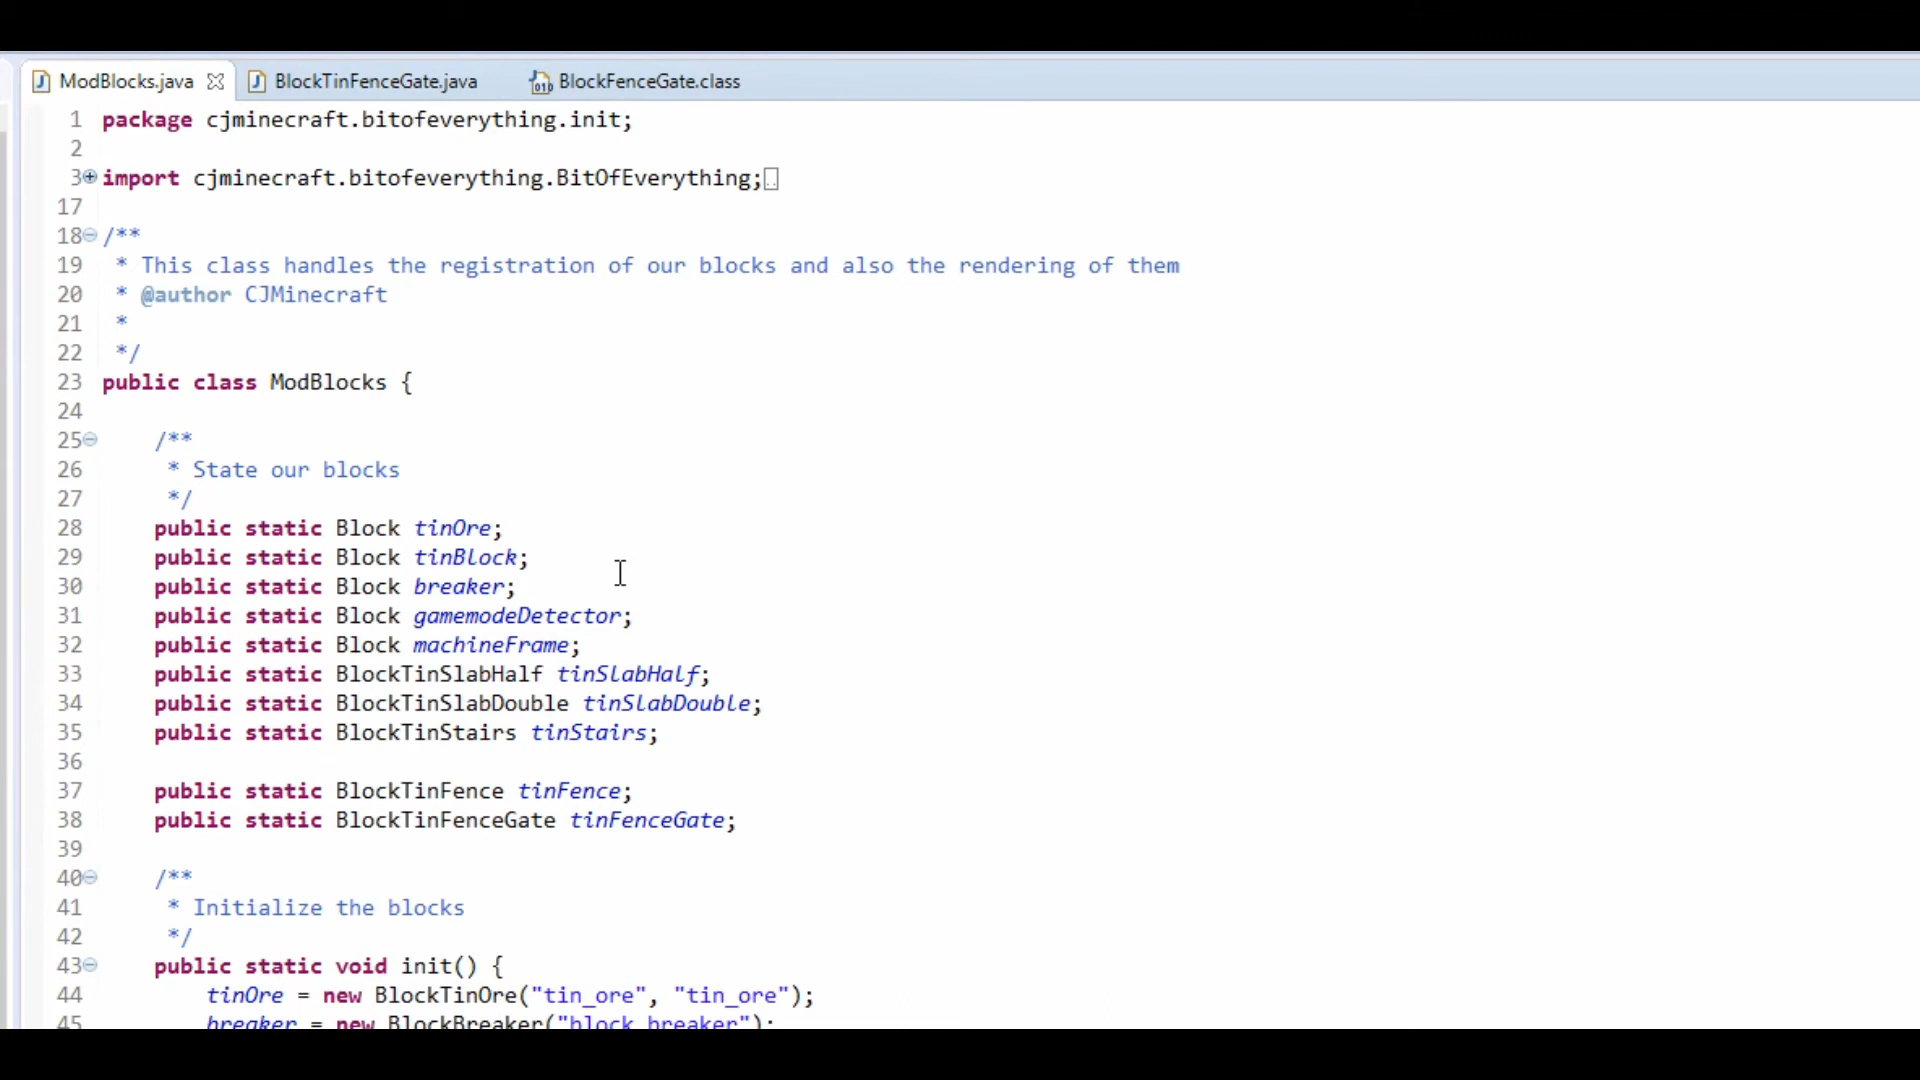 ModBlocks.java BlockTinFenceGate.java BlockFenceGate.class
1 package cjminecraft.bitofeverything.init;
2
3 import cjminecraft.bitofeverything.BitOfEverything;
17
18 /**
19 * This class handles the registration of our blocks and also the rendering of them
20 * @author CJMinecraft
21 *
22 */
23 public class ModBlocks {
24
25 /**
26 * State our blocks
27 */
28 public static Block tinOre;
29 public static Block tinBlock;
30 public static Block breaker;
31 public static Block gamemodeDetector;
32 public static Block machineFrame;
33 public static BlockTinSlabHalf tinSlabHalf;
34 public static BlockTinSlabDouble tinSlabDouble;
35 public static BlockTinStairs tinStairs;
36
37 public static BlockTinFence tinFence;
38 public static BlockTinFenceGate tinFenceGate;
39
40 /**
41 * Initialize the blocks
42 */
43 public static void init() {
44 tinOre = new BlockTinOre("tin_ore", "tin_ore");
45 breaker = new BlockBreaker("block_breaker");